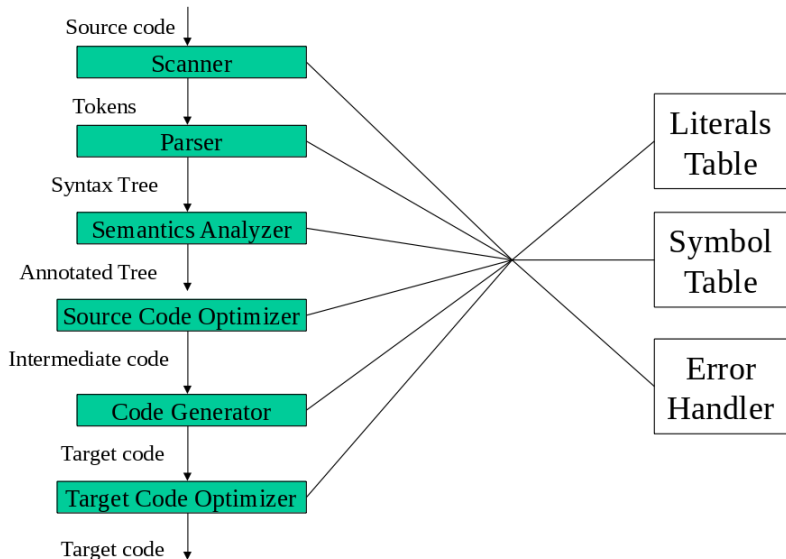 Source code
Scanner
Tokens
Parser
Syntax Tree
Semantics Analyzer
Annotated Tree
Source Code Optimizer
Intermediate code
Code Generator
Target code
Target Code Optimizer
Target code
Literals
Table
Symbol
Table
Error
Handler